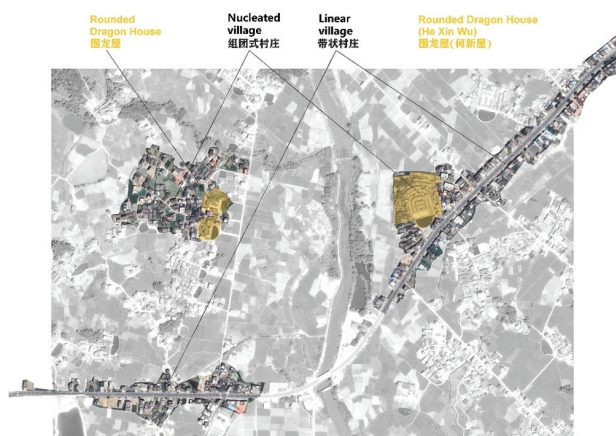 Rounded
Dragon House
围龙屋
Nucleated
village
组团式村庄
Linear
village
带状村庄
Rounded Dragon House
(He Xin Wu)
围龙屋(何新屋)